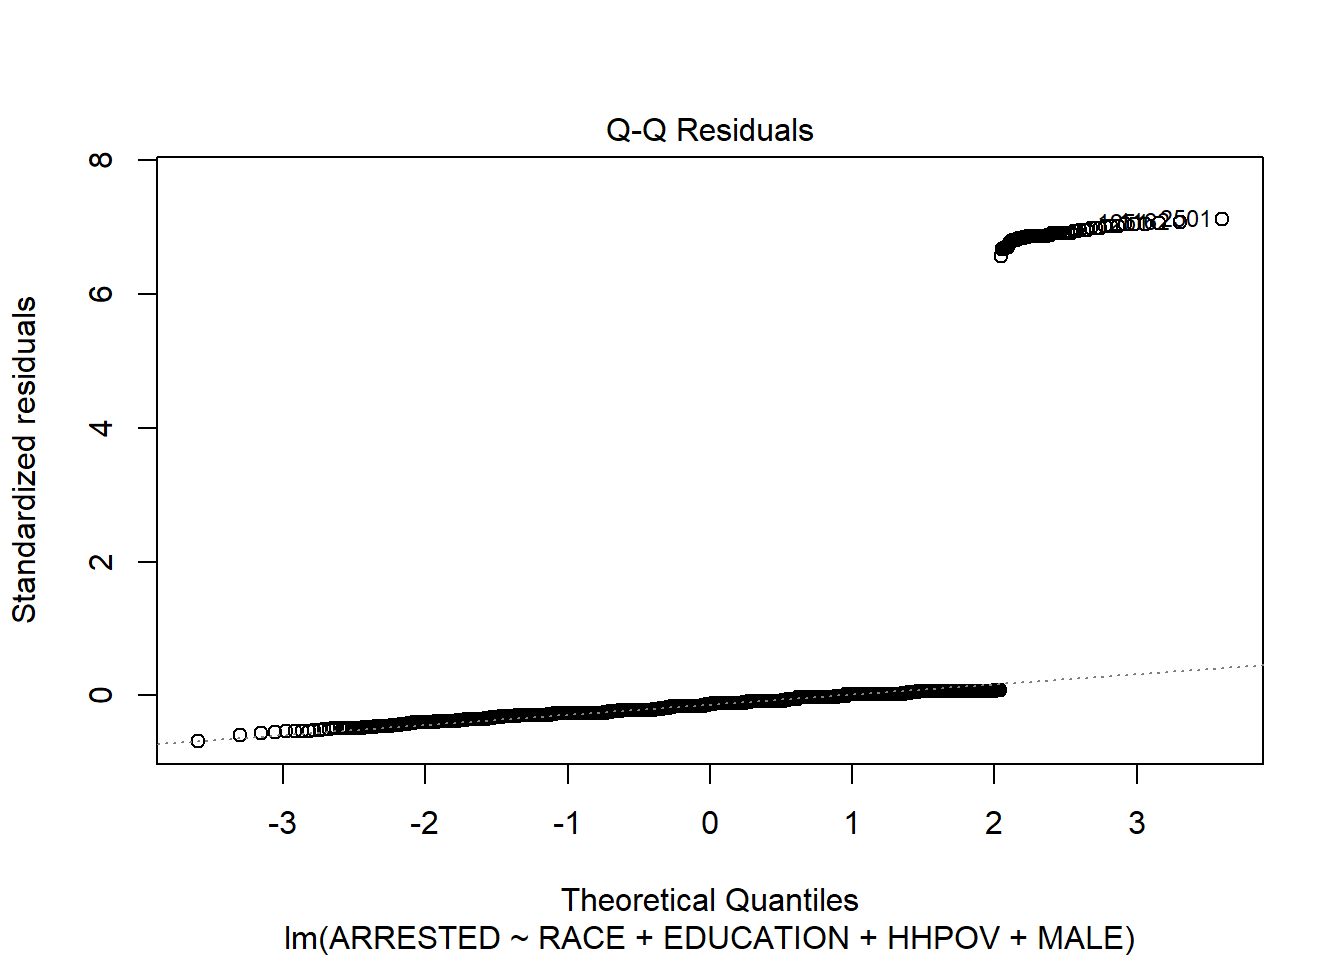 Q-Q Residuals
8
6
4
2
0
Standardized residuals
2501
-3 -2 -1 0 1 2 3
Theoretical Quantiles
lm(ARRESTED ~ RACE + EDUCATION + HHPOV + MALE)